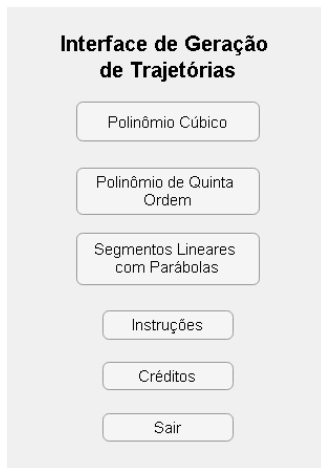 Interface de Geração
de Trajetórias
Polinômio Cúbico
Polinômio de Quinta
Ordem
Segmentos Lineares
com Parábolas
Instruções
Créditos
Sair